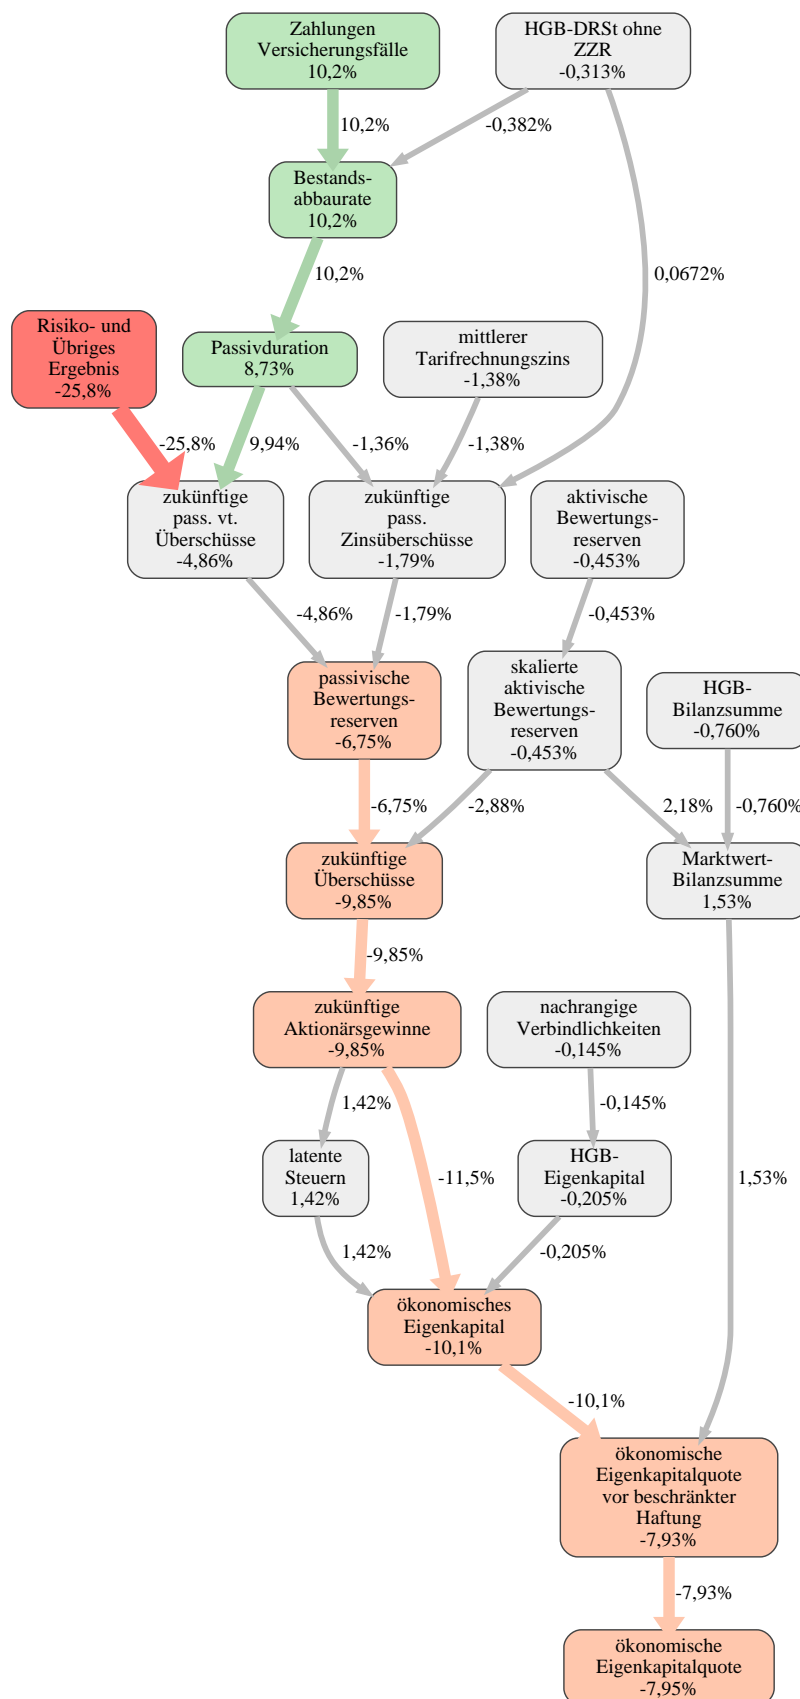 Zahlungen
Versicherungsfälle
10,2%
HGB-DRSt ohne
ZZR
-0,313%
10,2%
-0,382%
Bestands-
abbaurate
10,2%
10,2%
0,0672%
Risiko- und
Übriges
Ergebnis
-25,8%
Passivduration
8,73%
mittlerer
Tarifrechnungszins
-1,38%
-25,8%
9,94%
-1,36%
-1,38%
zukünftige
pass. vt.
Überschüsse
-4,86%
zukünftige
pass.
Zinsüberschüsse
-1,79%
aktivische
Bewertungs-
reserven
-0,453%
-4,86%
-1,79%
-0,453%
passivische
Bewertungs-
reserven
-6,75%
skalierte
aktivische
Bewertungs-
reserven
-0,453%
HGB-
Bilanzsumme
-0,760%
-6,75%
-2,88%
2,18%
-0,760%
zukünftige
Überschüsse
-9,85%
Marktwert-
Bilanzsumme
1,53%
-9,85%
zukünftige
Aktionärsgewinne
-9,85%
nachrangige
Verbindlichkeiten
-0,145%
1,42%
-11,5%
-0,145%
1,53%
latente
Steuern
1,42%
HGB-
Eigenkapital
-0,205%
1,42%
-0,205%
ökonomisches
Eigenkapital
-10,1%
-10,1%
ökonomische
Eigenkapitalquote
vor beschränkter
Haftung
-7,93%
-7,93%
ökonomische
Eigenkapitalquote
-7,95%